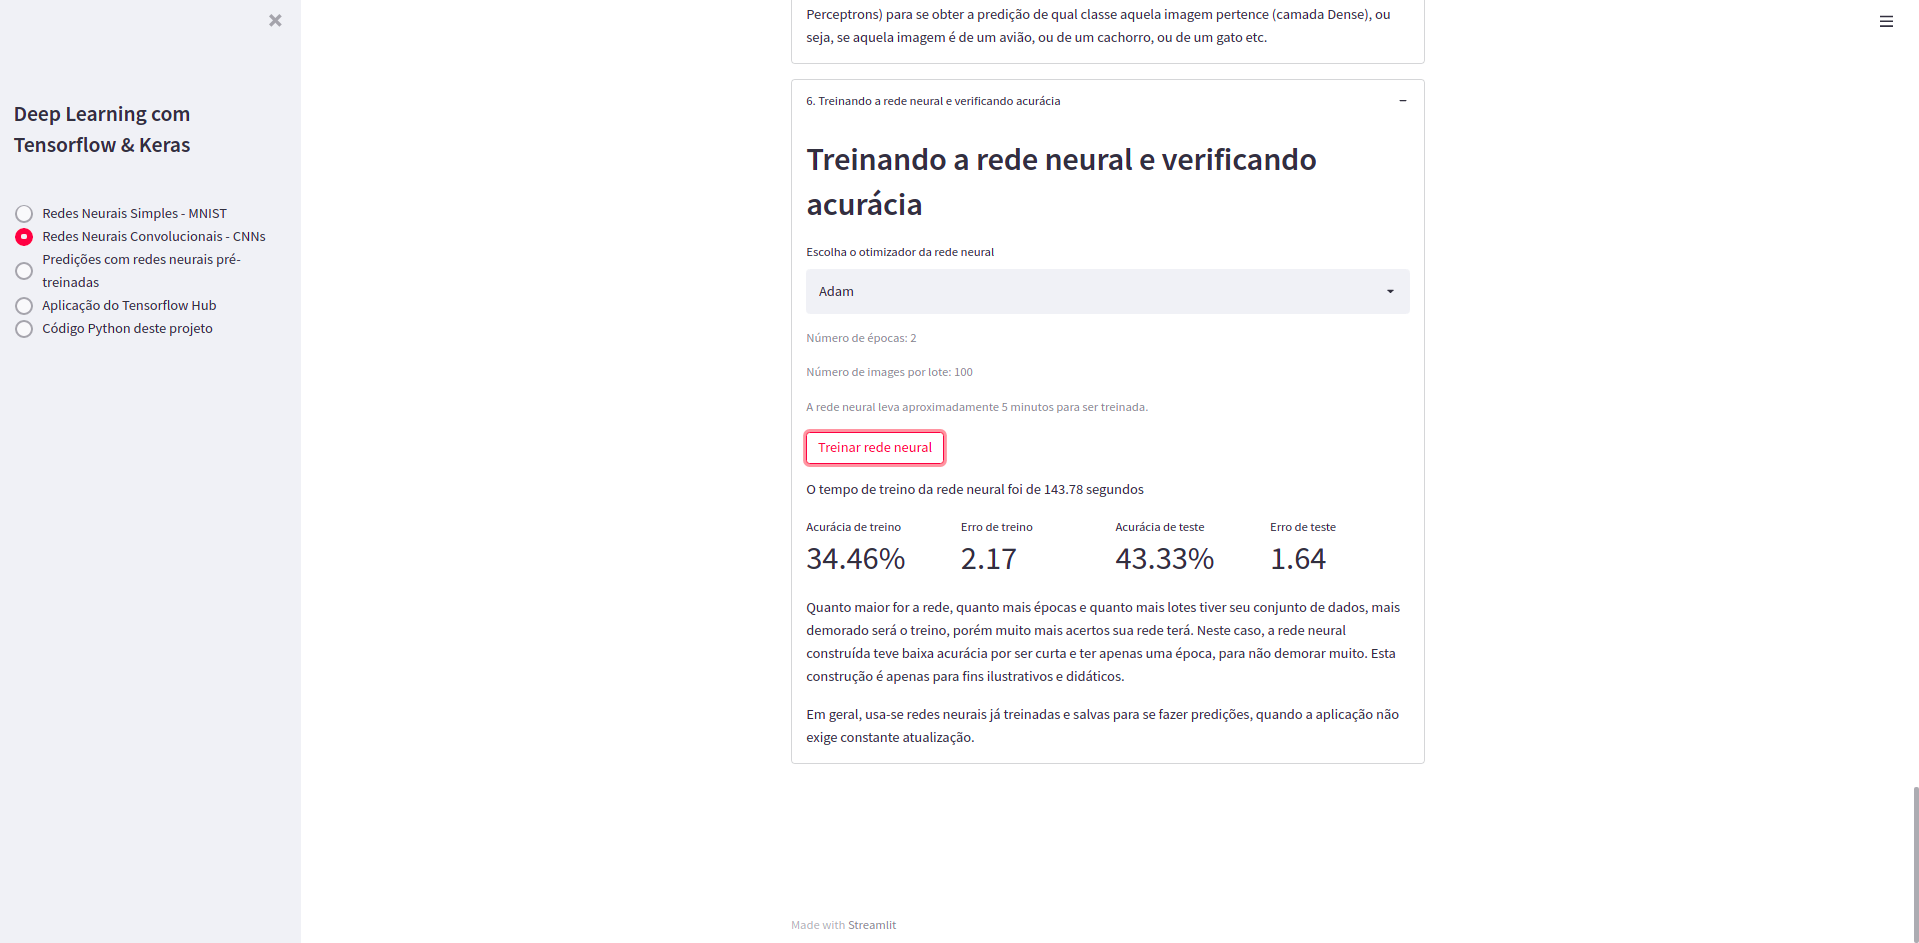 Deep Learning com
Tensorflow & Keras
Redes Neurais Simples - MNIST
Redes Neurais Convolucionais - CNNs
Predições com redes neurais pré-
treinadas
Aplicação do Tensorflow Hub
Código Python deste projeto
Perceptrons) para se obter a predição de qual classe aquela imagem pertence (camada Dense), ou
seja, se aquela imagem é de um avião, ou de um cachorro, ou de um gato etc.
6. Treinando a rede neural e verificando acurácia
Treinando a rede neural e verificando
acurácia
Escolha o otimizador da rede neural
Adam
Número de épocas: 2
Número de images por lote: 100
A rede neural leva aproximadamente 5 minutos para ser treinada.
Treinar rede neural
O tempo de treino da rede neural foi de 143.78 segundos
Acurácia de treino
34.46%
Erro de treino
2.17
Acurácia de teste
43.33%
Erro de teste
1.64
Quanto maior for a rede, quanto mais épocas e quanto mais lotes tiver seu conjunto de dados, mais
demorado será o treino, porém muito mais acertos sua rede terá. Neste caso, a rede neural
construída teve baixa acurácia por ser curta e ter apenas uma época, para não demorar muito. Esta
construção é apenas para fins ilustrativos e didáticos.
Em geral, usa-se redes neurais já treinadas e salvas para se fazer predições, quando a aplicação não
exige constante atualização.
Made with Streamlit